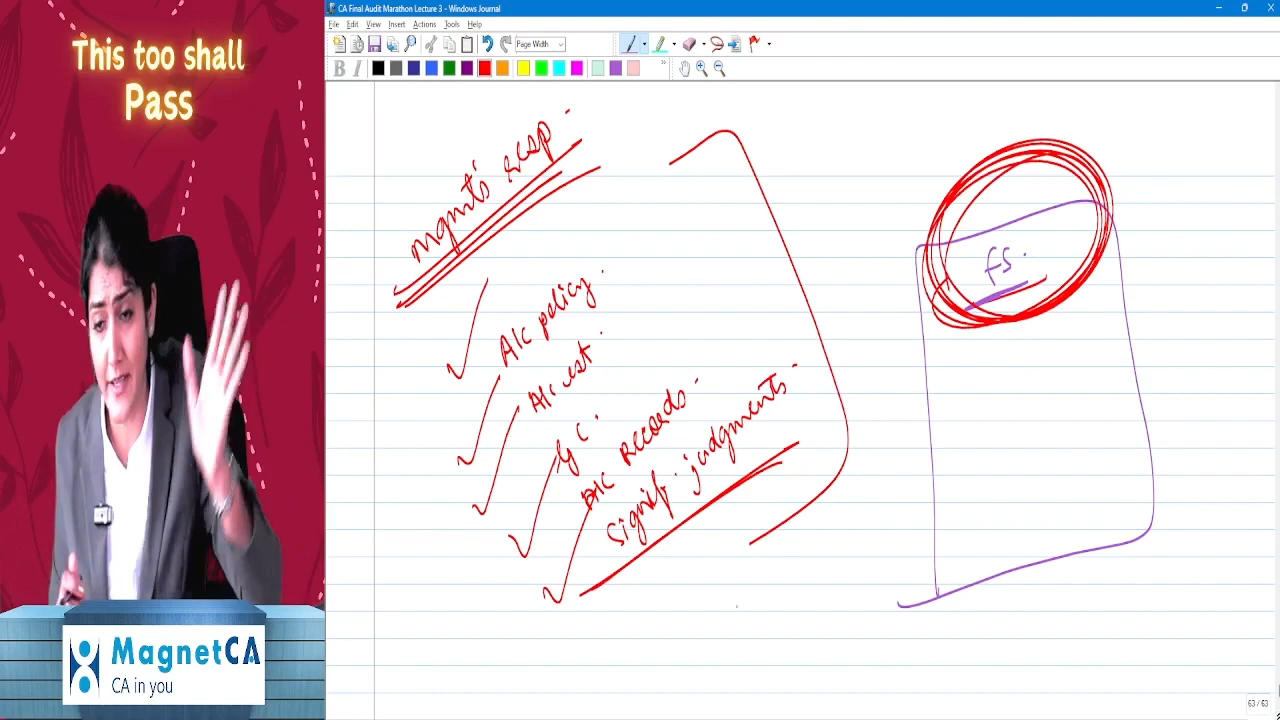 This too shall
Pass
MagnetCA
CA in you
CA Final Audit Marathon Lecture 3 - Windows Journal
File Edit View Insert Actions Tools Help
Page Width
B I
Mgmt's resp.
A/c policy.
A/c est.
G C.
A/c Records.
Signif. judgments.
FS.
63 / 63